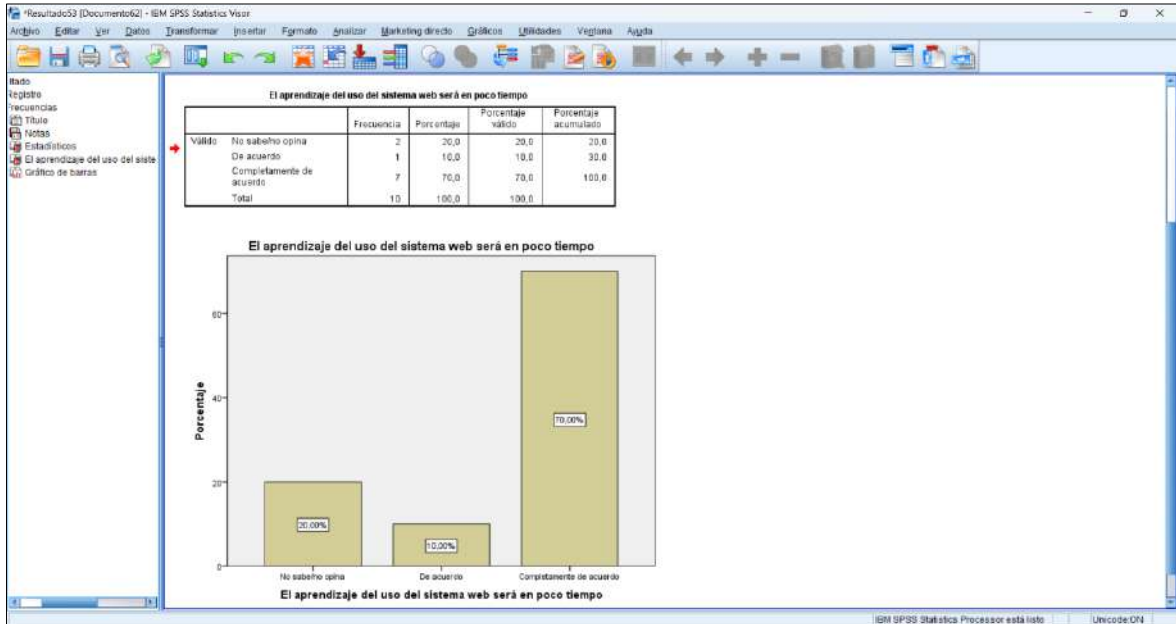 *Resultado53 [Documento62] - IBM SPSS Statistics Visor
Archivo Editar Ver Datos Transformar Insertar Formato Analizar Marketing directo Gráficos Utilidades Ventana Ayuda
ltado
Registro
Frecuencias
Título
Notas
Estadísticos
El aprendizaje del uso del siste
Gráfico de barras
El aprendizaje del uso del sistema web será en poco tiempo
Frecuencia Porcentaje Porcentaje válido Porcentaje acumulado
Válido No sabe/no opina 2 20,0 20,0 20,0
De acuerdo 1 10,0 10,0 30,0
Completamente de acuerdo 7 70,0 70,0 100,0
Total 10 100,0 100,0
El aprendizaje del uso del sistema web será en poco tiempo
Porcentaje
60
40
20
0
20,00%
10,00%
70,00%
No sabe/no opina De acuerdo Completamente de acuerdo
El aprendizaje del uso del sistema web será en poco tiempo
IBM SPSS Statistics Processor está listo Unicode:ON